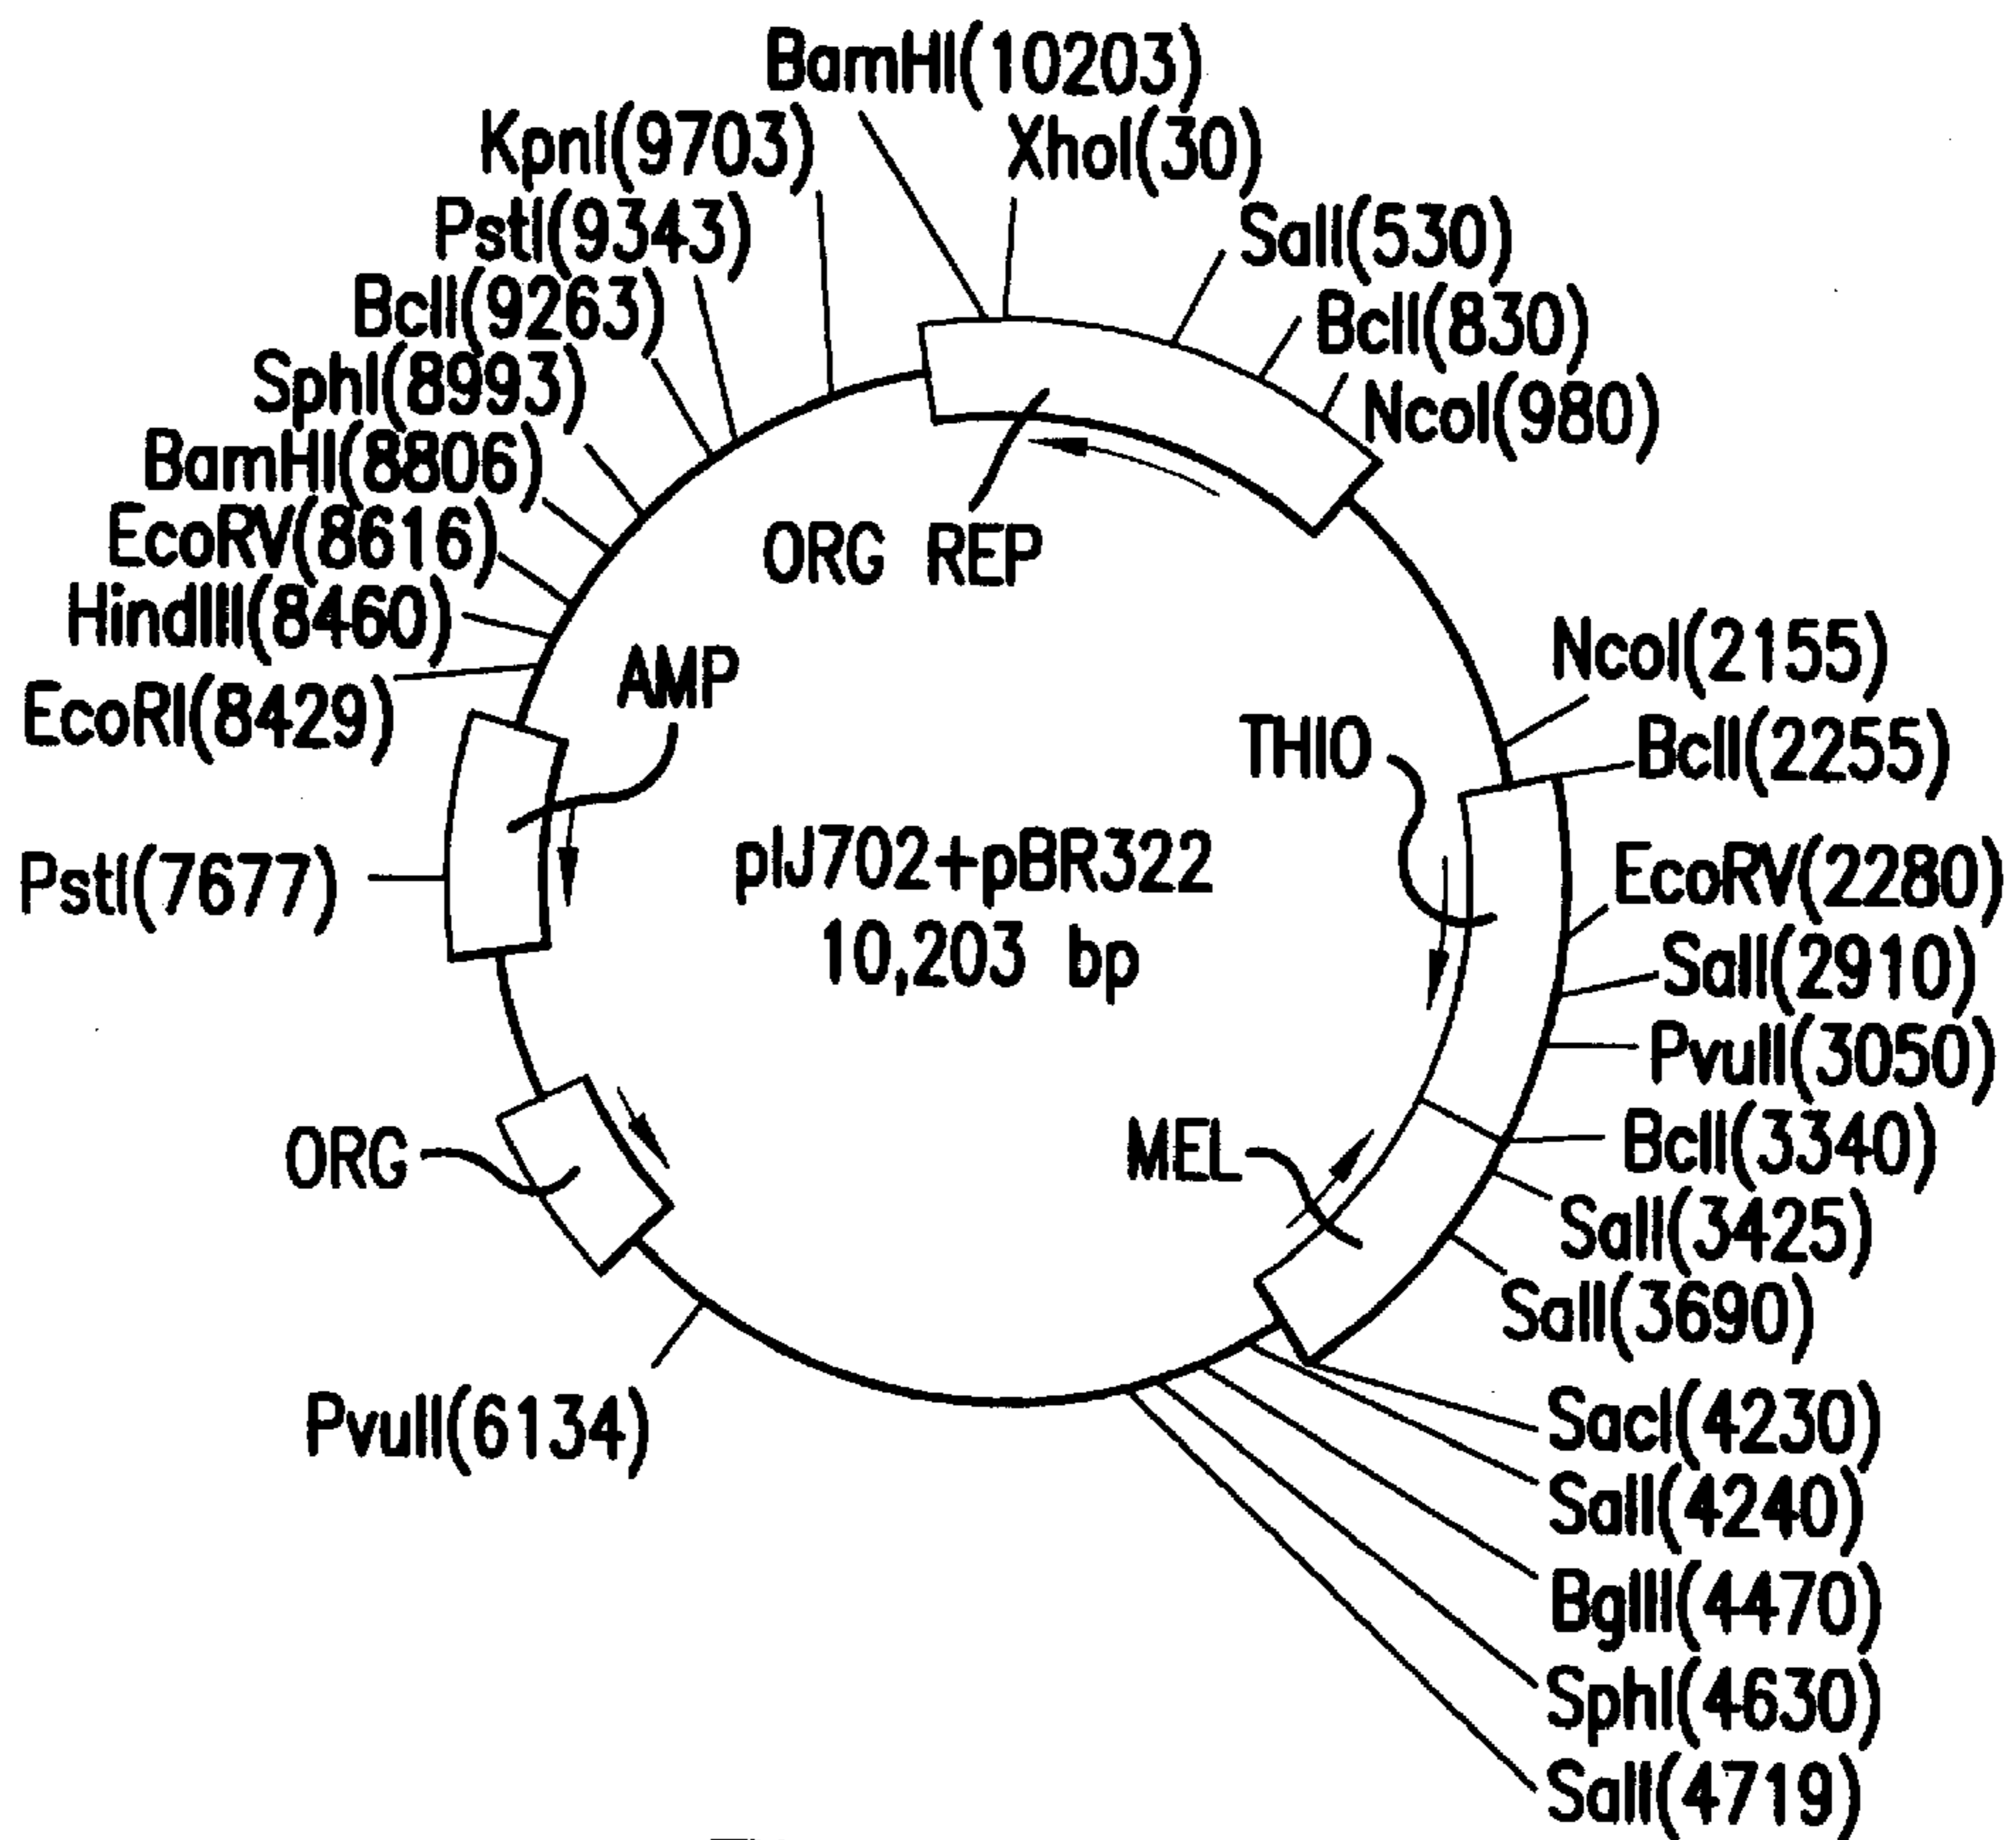 BamHI(10203)
XhoI(30)
SalI(530)
BclI(830)
NcoI(980)
NcoI(2155)
BclI(2255)
EcoRV(2280)
SalI(2910)
PvuII(3050)
BclI(3340)
SalI(3425)
SalI(3690)
SacI(4230)
SalI(4240)
BglII(4470)
SphI(4630)
SalI(4719)
PvuII(6134)
PstI(7677)
EcoRI(8429)
HindIII(8460)
EcoRV(8616)
BamHI(8806)
SphI(8993)
BclI(9263)
PstI(9343)
KpnI(9703)
ORG REP
AMP
THIO
pIJ702+pBR322
10,203 bp
ORG
MEL